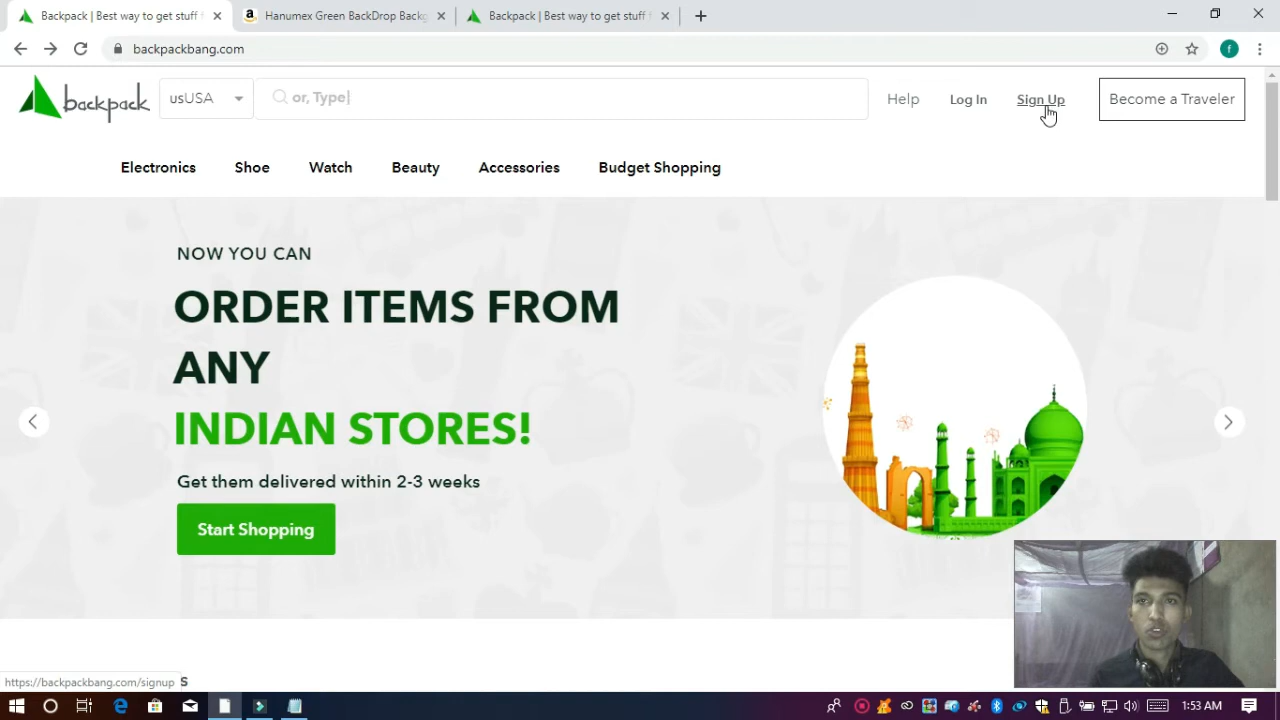 Backpack | Best way to get stuff f
Hanumex Green BackDrop Backg
Backpack | Best way to get stuff f
backpackbang.com
f
backpack
usUSA
or, Type|
Help
Log In
Sign Up
Become a Traveler
Electronics
Shoe
Watch
Beauty
Accessories
Budget Shopping
NOW YOU CAN
ORDER ITEMS FROM
ANY
INDIAN STORES!
Get them delivered within 2-3 weeks
Start Shopping
https://backpackbang.com/signup
s
1:53 AM